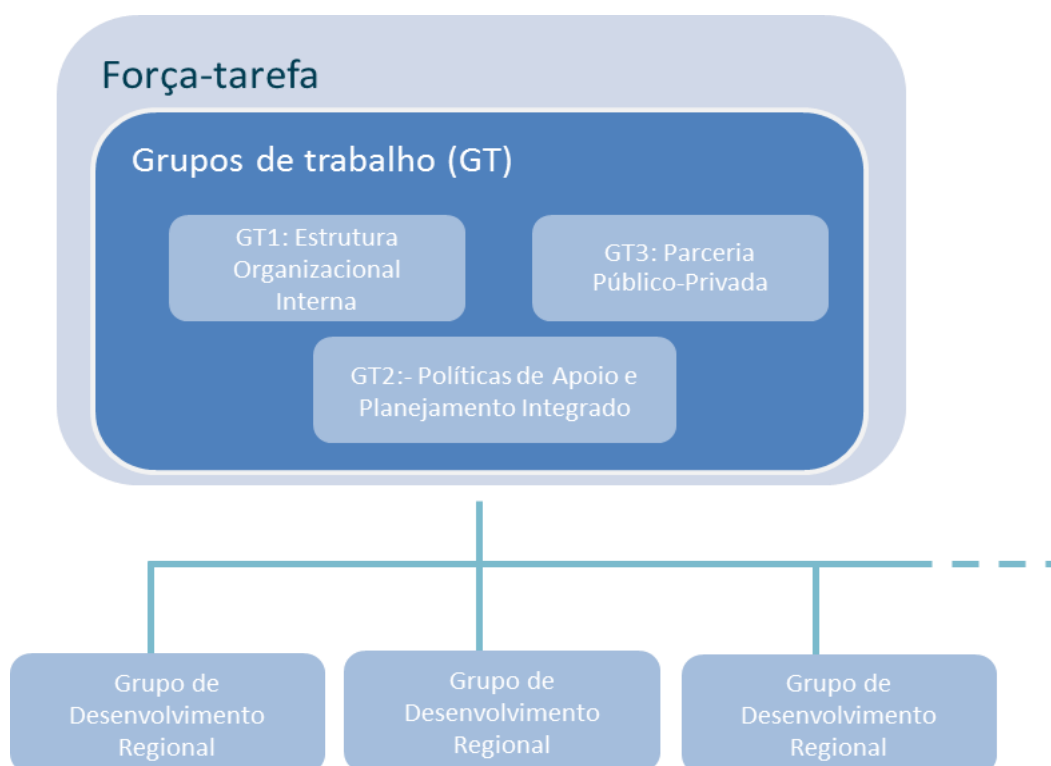 Força-tarefa
Grupos de trabalho (GT)
GT1: Estrutura
Organizacional
Interna
GT3: Parceria
Público-Privada
GT2:- Políticas de Apoio e
Planejamento Integrado
Grupo de
Desenvolvimento
Regional
Grupo de
Desenvolvimento
Regional
Grupo de
Desenvolvimento
Regional